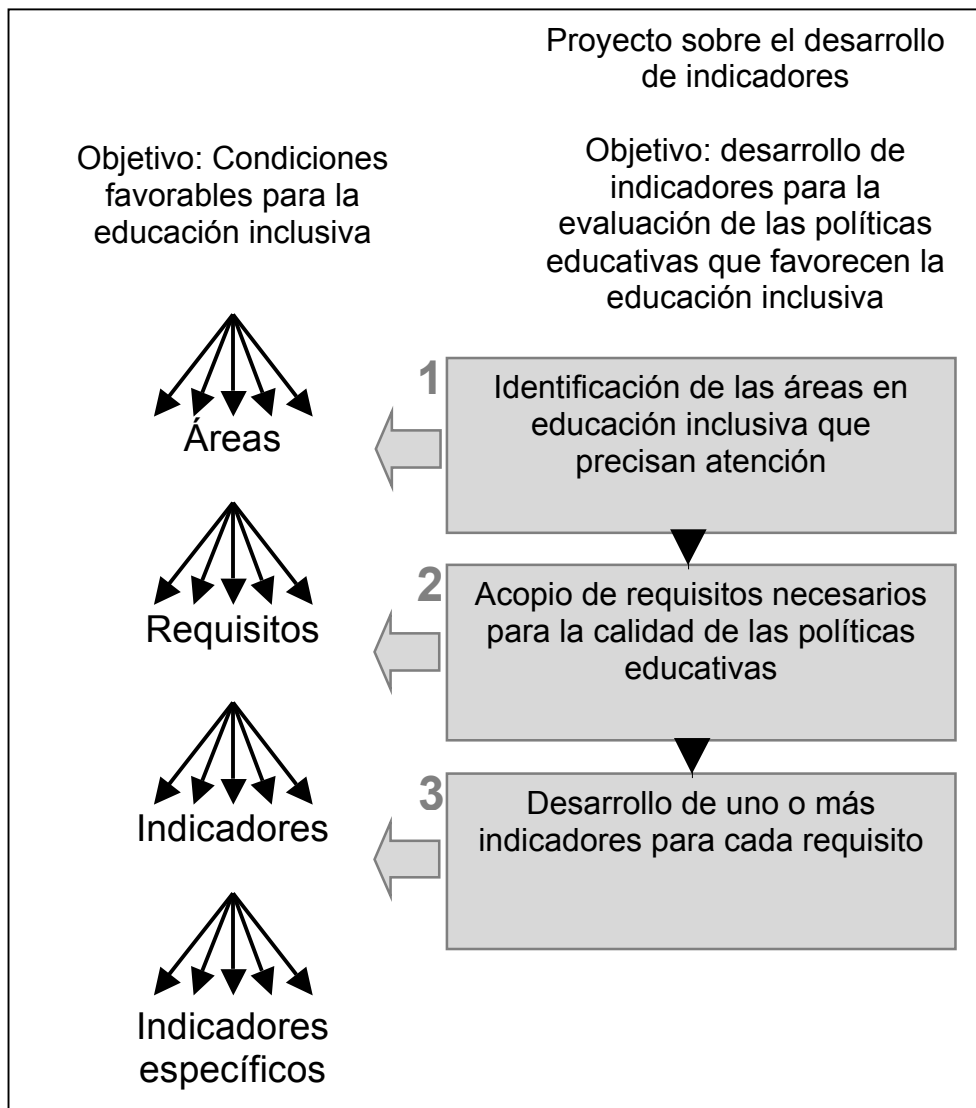 Proyecto sobre el desarrollo
de indicadores
Objetivo: Condiciones
favorables para la
educación inclusiva
Objetivo: desarrollo de
indicadores para la
evaluación de las políticas
educativas que favorecen la
educación inclusiva
Áreas
1
Identificación de las áreas en
educación inclusiva que
precisan atención
Requisitos
2
Acopio de requisitos necesarios
para la calidad de las políticas
educativas
Indicadores
3
Desarrollo de uno o más
indicadores para cada requisito
Indicadores
específicos